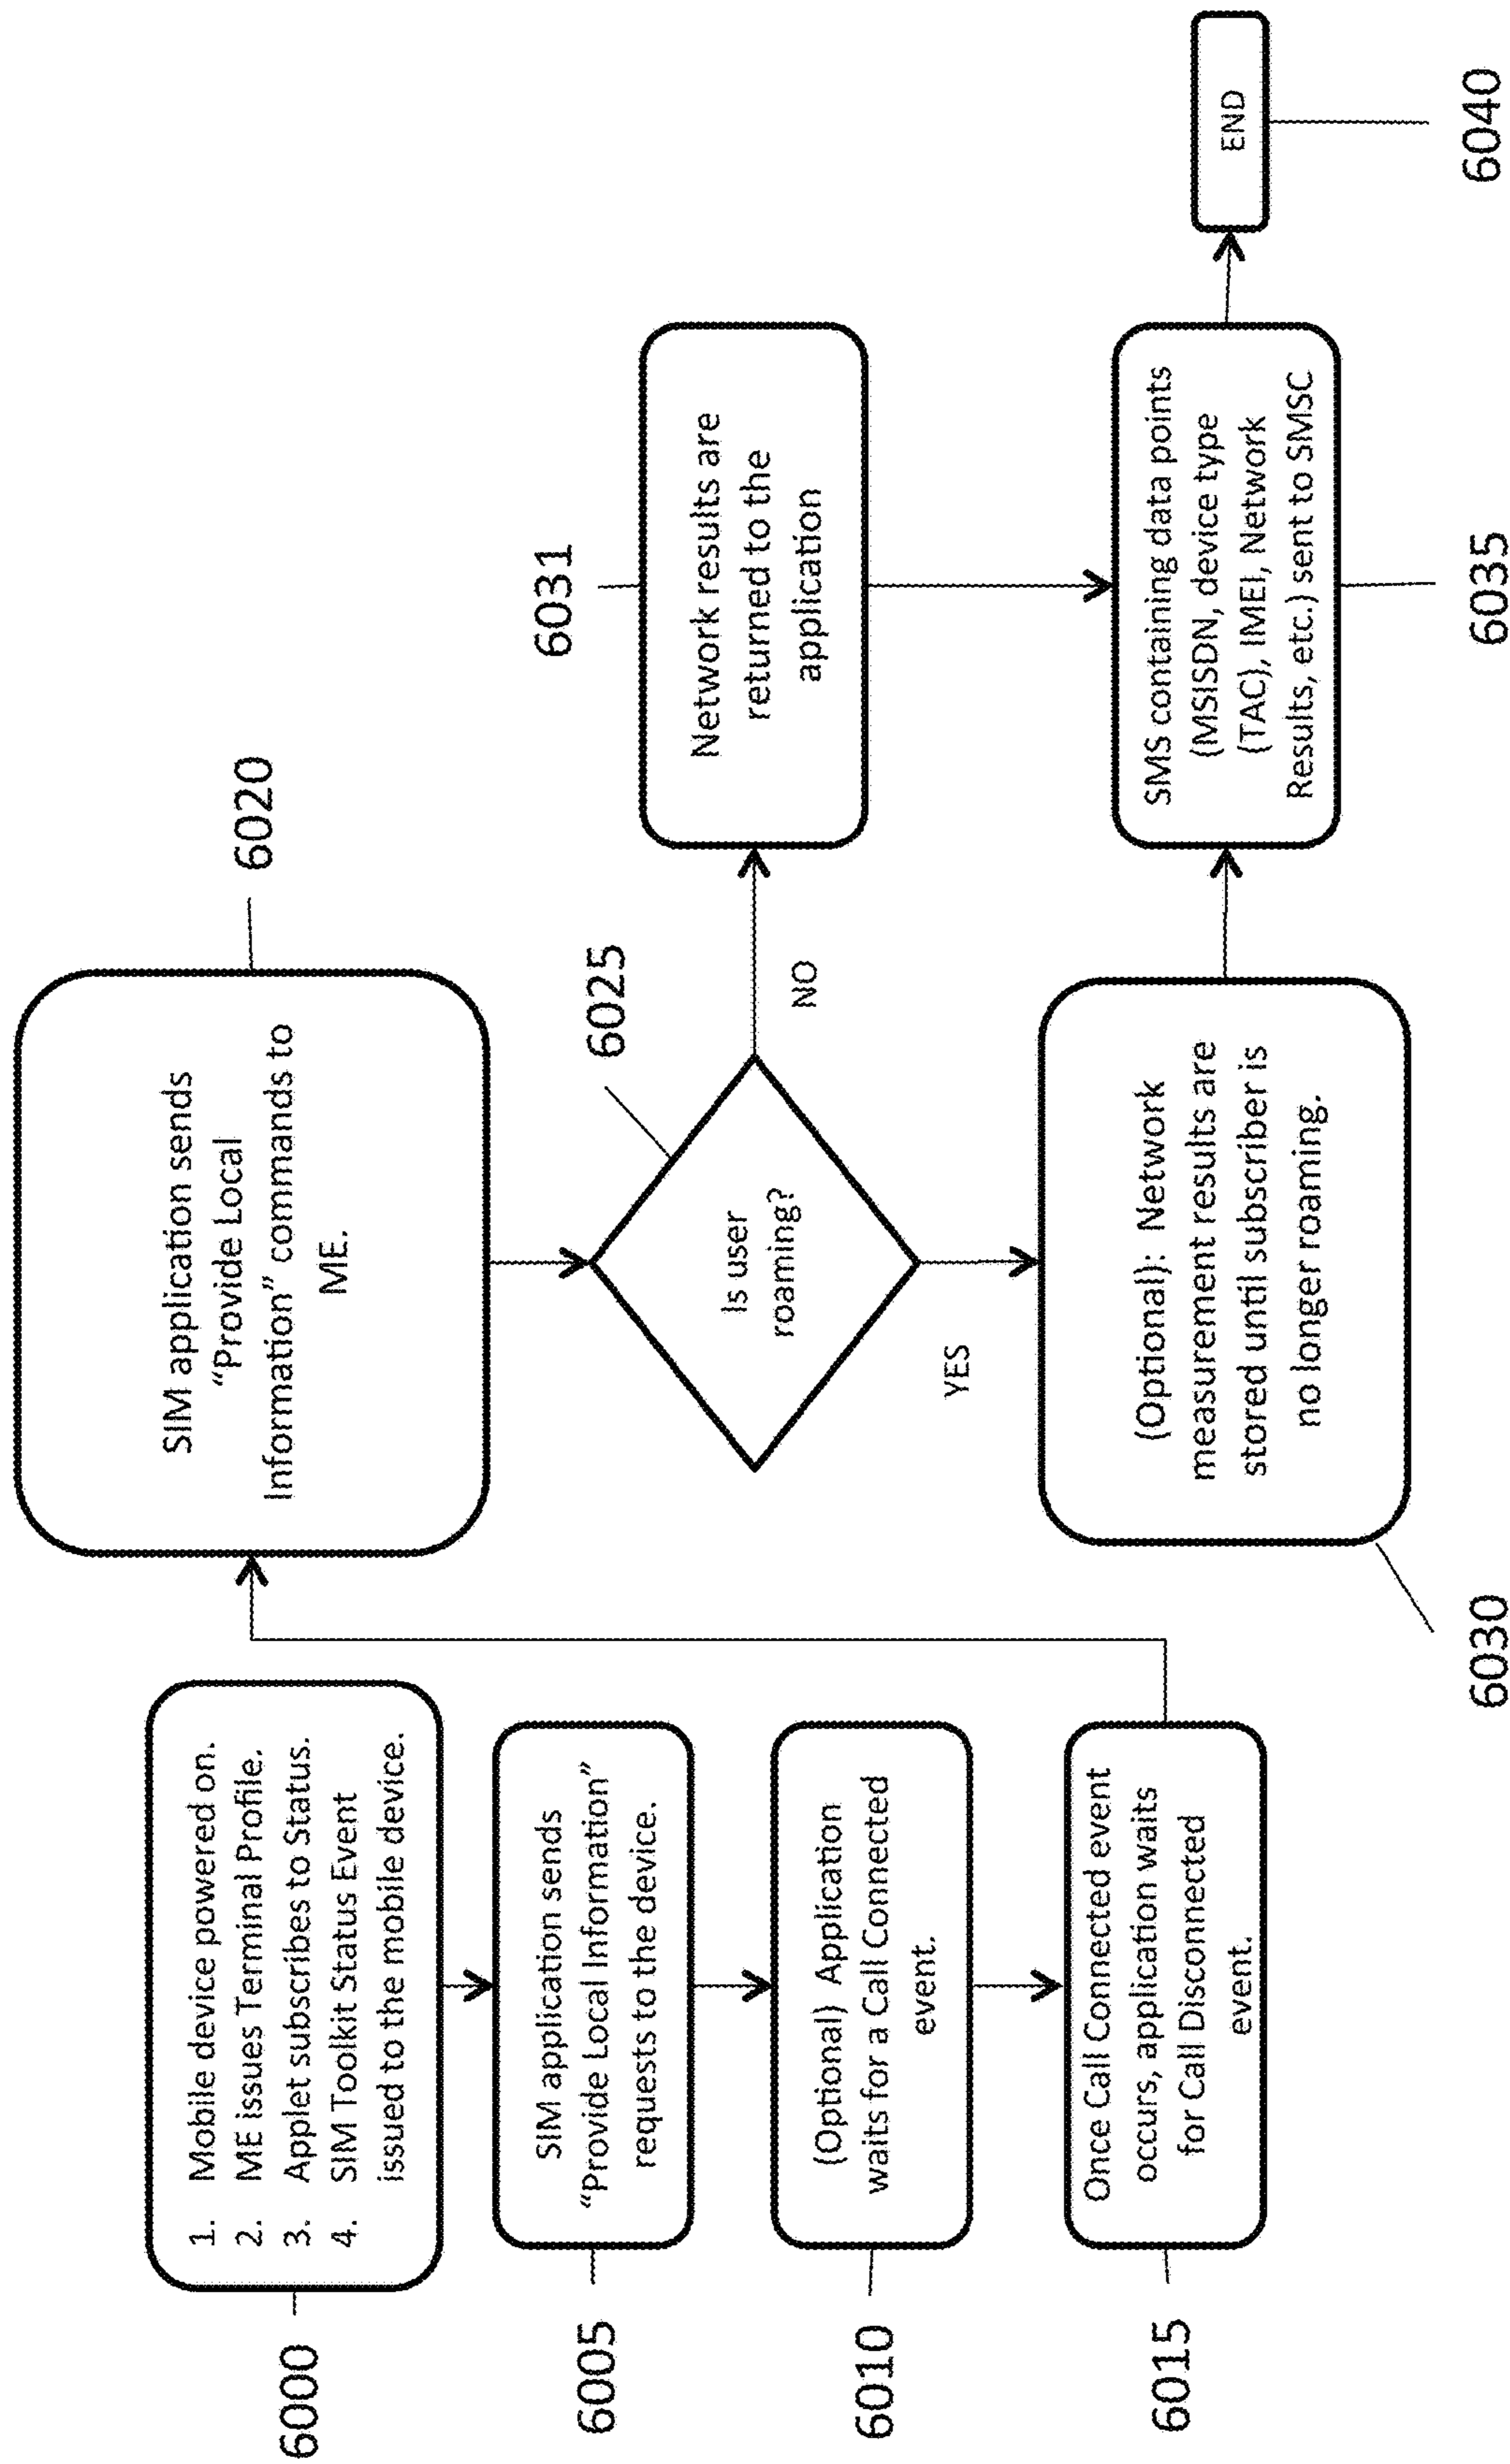 6000
1. Mobile device powered on.
2. ME issues Terminal Profile.
3. Applet subscribes to Status.
4. SIM Toolkit Status Event
issued to the mobile device.
6005
SIM application sends
“Provide Local Information”
requests to the device.
6010
(Optional) Application
waits for a Call Connected
event.
6015
Once Call Connected event
occurs, application waits
for Call Disconnected
event.
6020
SIM application sends
“Provide Local
Information” commands to
ME.
6025
Is user
roaming?
YES
NO
6030
(Optional): Network
measurement results are
stored until subscriber is
no longer roaming.
6031
Network results are
returned to the
application
6035
SMS containing data points
(MSISDN, device type
(TAC), IMEI, Network
Results, etc.) sent to SMSC
END
6040